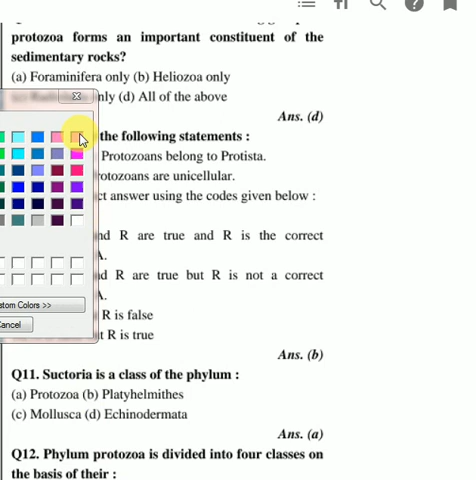 protozoa forms an important constituent of the
sedimentary rocks?
(a) Foraminifera only (b) Heliozoa only
nly (d) All of the above
Ans. (d)
the following statements :
Protozoans belong to Protista.
rotozoans are unicellular.
ct answer using the codes given below :
nd R are true and R is the correct
A.
d R are true but R is not a correct
A.
stom Colors >>
R is false
ancel
t R is true
Ans. (b)
Q11. Suctoria is a class of the phylum :
(a) Protozoa (b) Platyhelmithes
(c) Mollusca (d) Echinodermata
Ans. (a)
Q12. Phylum protozoa is divided into four classes on
the basis of their :